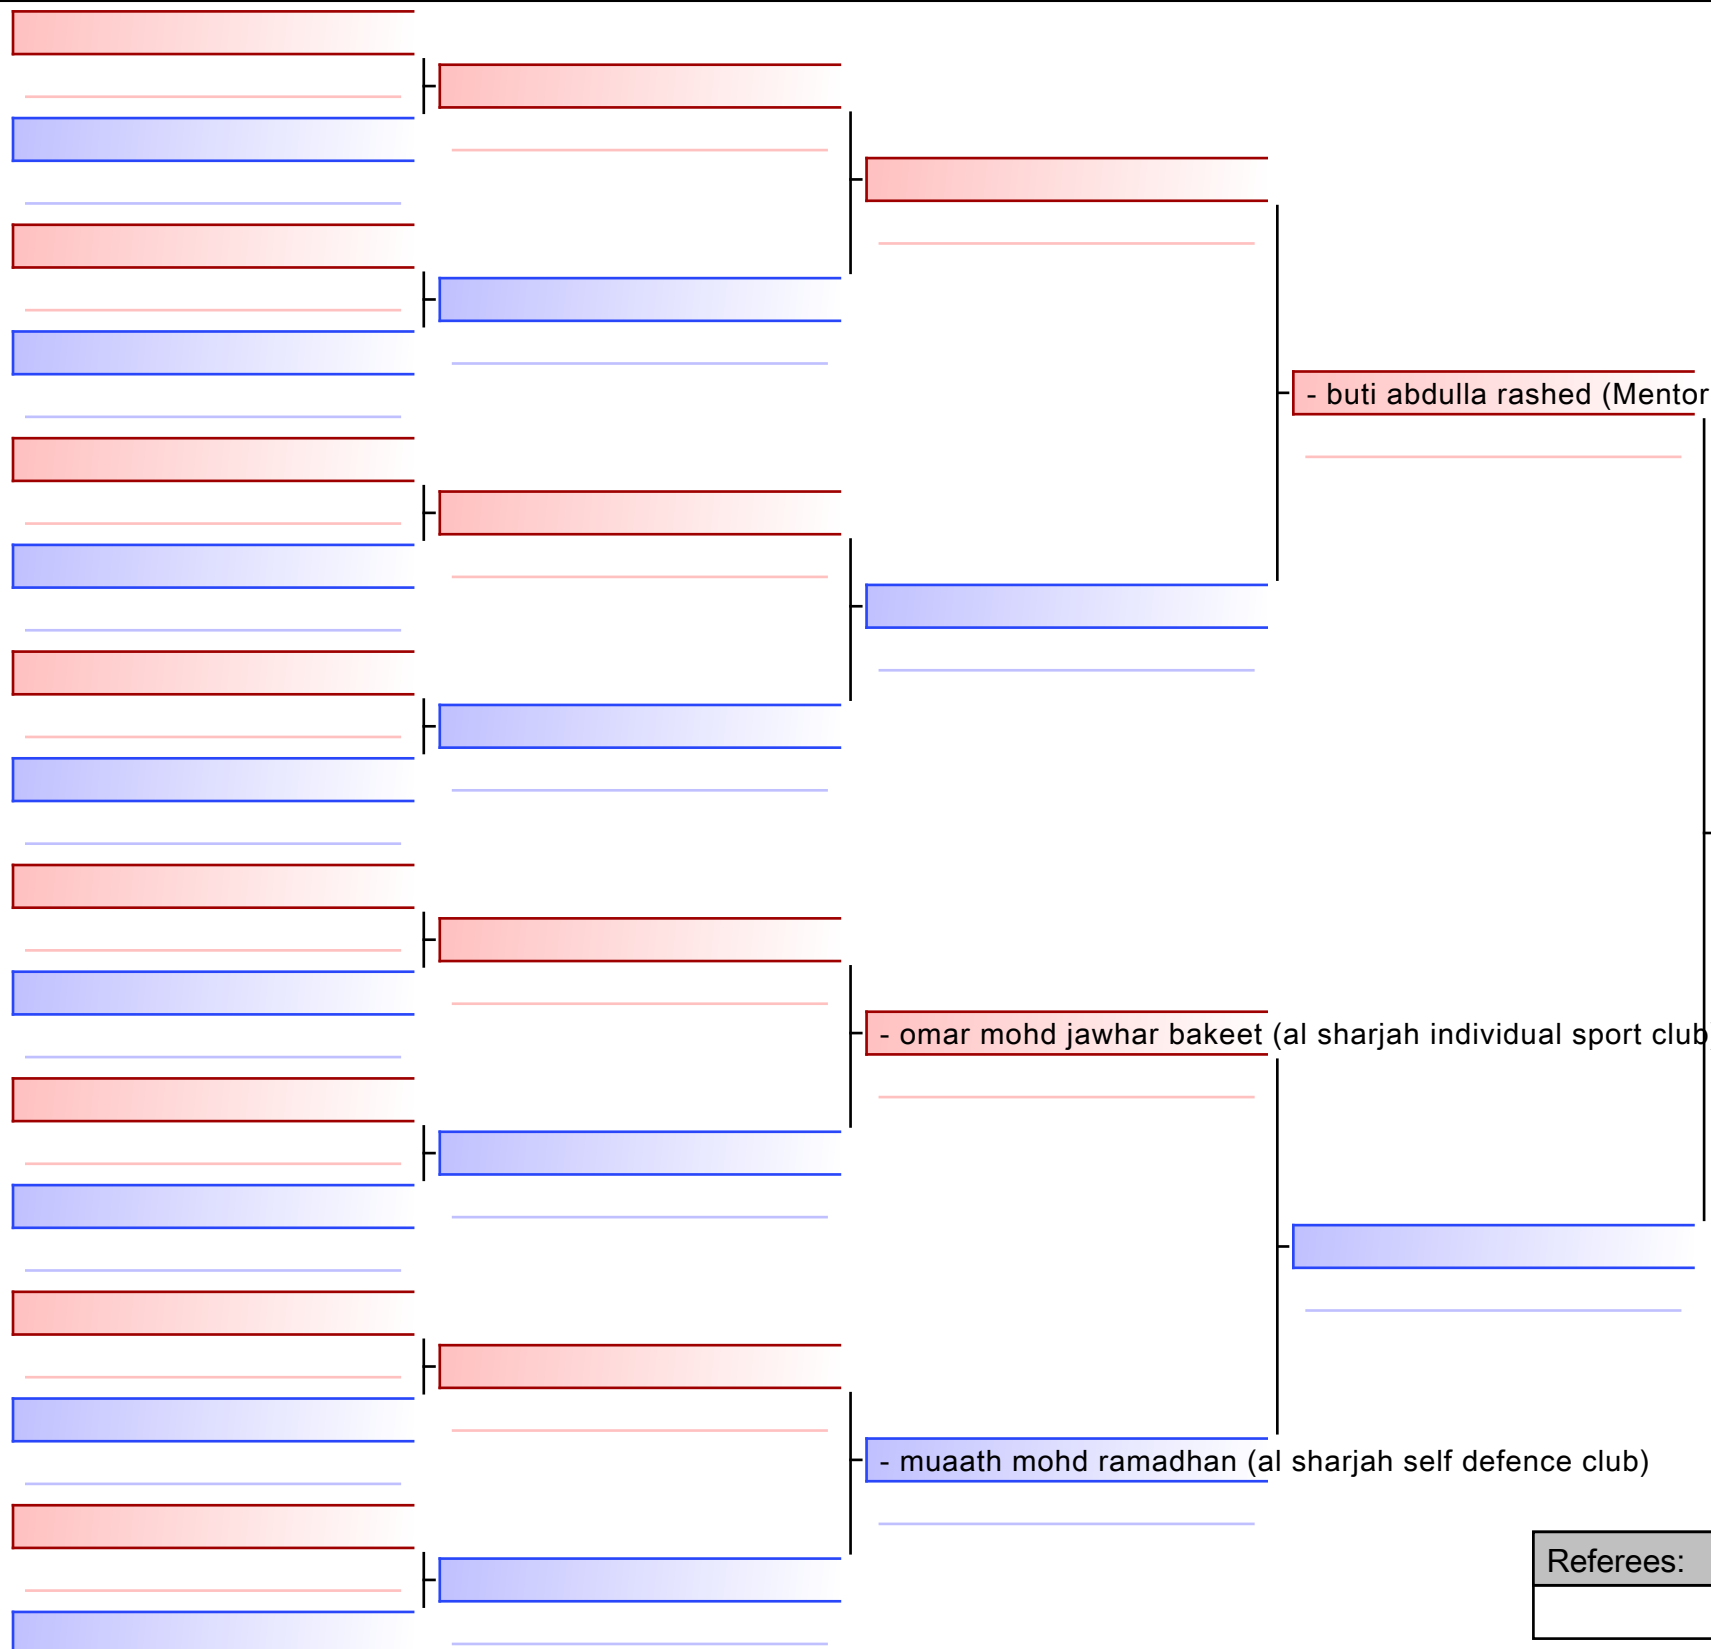 - buti abdulla rashed (Mentor
- omar mohd jawhar bakeet (al sharjah individual sport club
- muaath mohd ramadhan (al sharjah self defence club)
Referees: